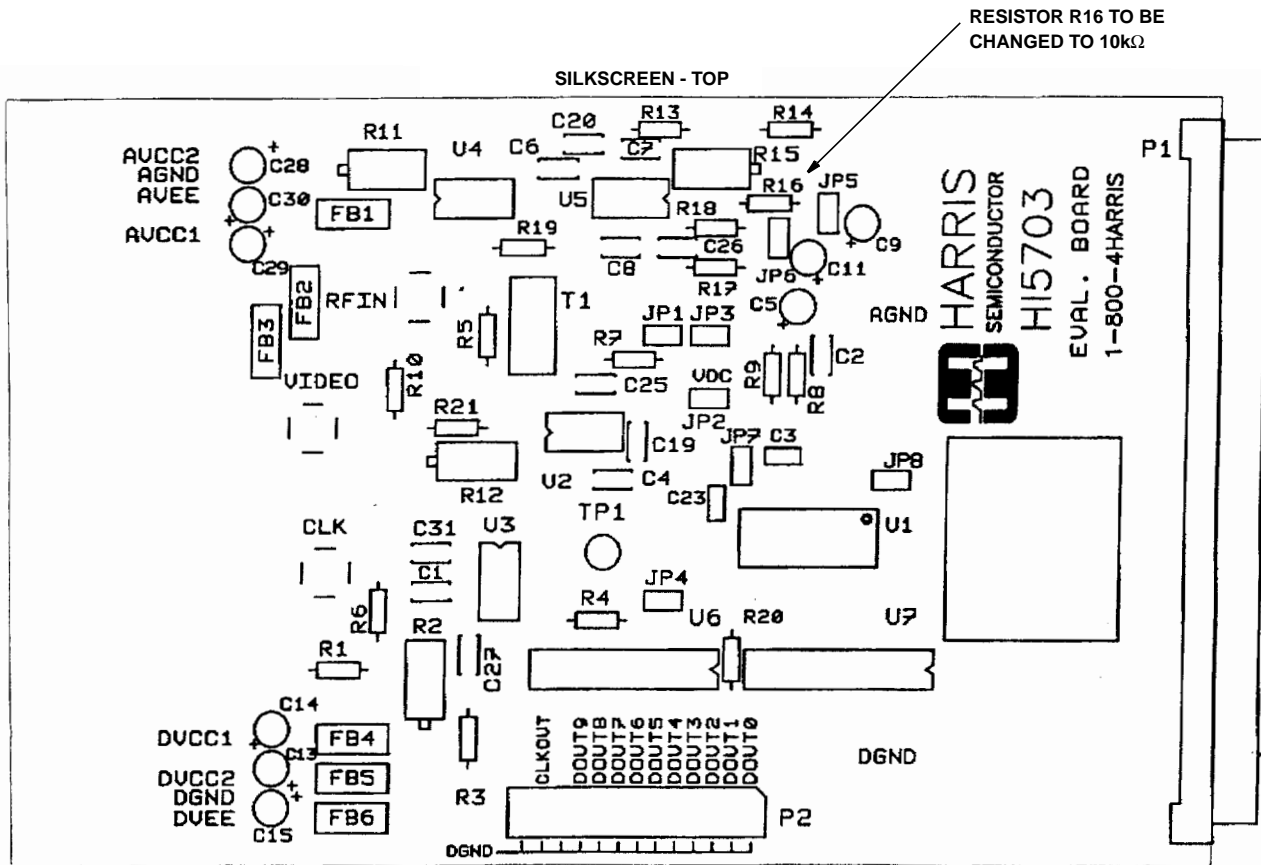 RESISTOR R16 TO BE
CHANGED TO 10kΩ
SILKSCREEN - TOP
R13
R14
C20
R11
U4
C6
C7
P1
AVCC2
AGND
AVEE
AVCC1
C28
C30
C29
FB1
U5
R15
R16
JP5
R18
R19
C8
C26
R17
JP6
C9
C11
C5
AGND
HARRIS
SEMICONDUCTOR
HI5703
EVAL. BOARD
1-800-4HARRIS
FB2
FB3
RFIN
T1
R5
JP1
JP3
R7
C2
R9
R8
VIDEO
R10
C25
VDC
JP2
R21
C19
JP7
C3
JP8
R12
U2
C4
C23
TP1
U1
CLK
C31
U3
C1
JP4
R6
R4
U6
R20
U7
R2
R1
C27
C14
DVCC1
FB4
C13
DVCC2
FB5
DGND
DVEE
C15
FB6
R3
CLKOUT
DOUT9
DOUT8
DOUT7
DOUT6
DOUT5
DOUT4
DOUT3
DOUT2
DOUT1
DOUT0
DGND
P2
DGND